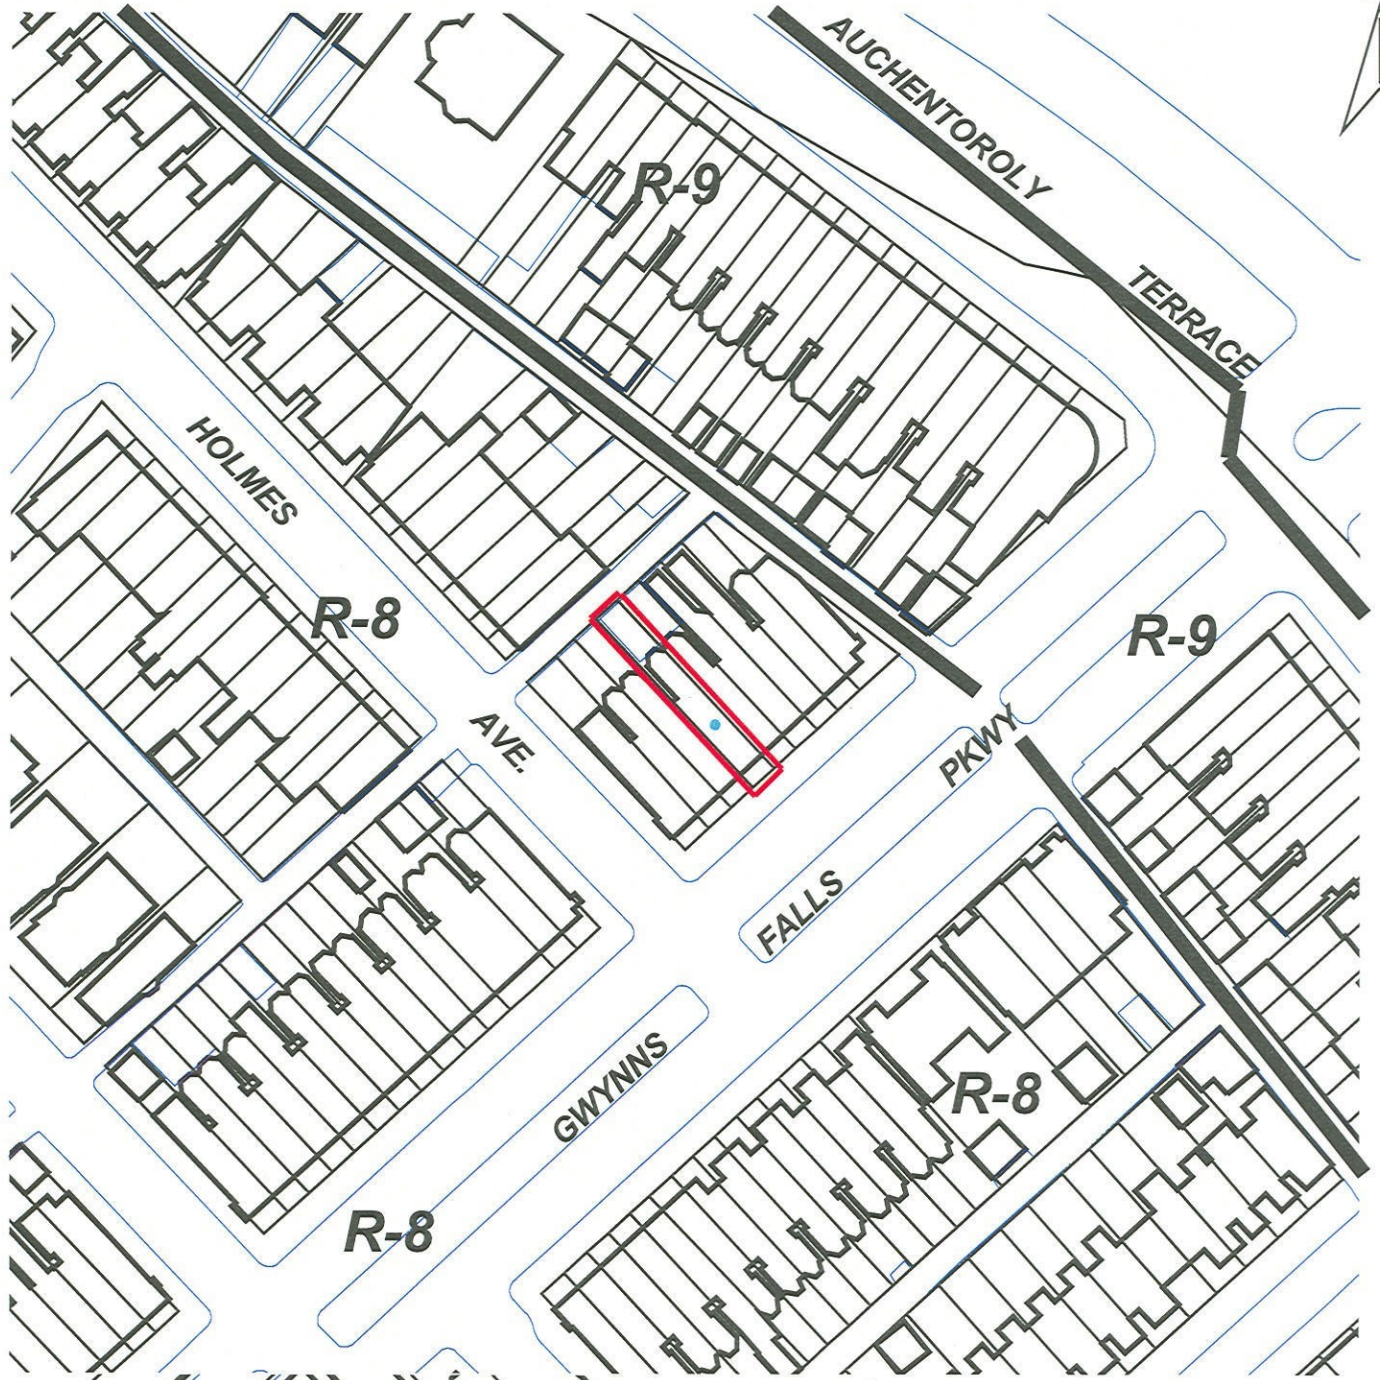 AUCHENTOROLY
TERRACE
R-9
HOLMES
AVE.
R-8
R-9
GWYNNS
FALLS
PKWY
R-8
R-8